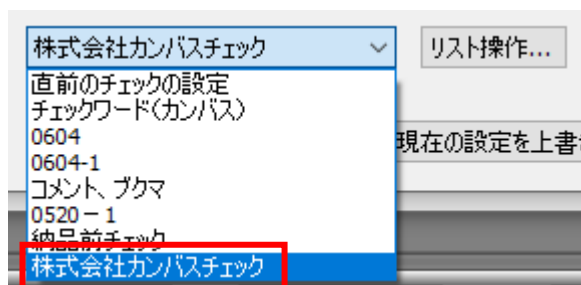 株式会社カンバスチェック リスト操作...
直前のチェックの設定
チェックワード(カンバス)
0604
0604-1 現在の設定を上書
コメント、ブクマ
0520－1
納品前チェック
株式会社カンバスチェック